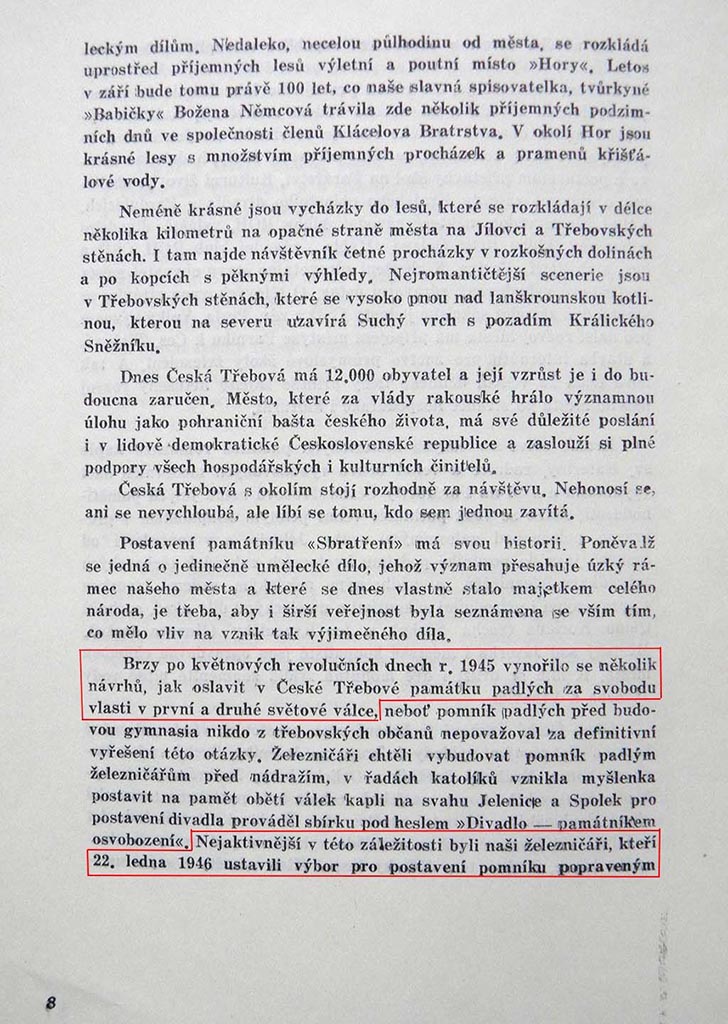 leckým dílům. Nedaleko, necelou půlhodinu od města, se rozkládá
uprostřed příjemných lesů výletní a poutní místo »Hory«. Letos
v září bude tomu právě 100 let, co naše slavná spisovatelka, tvůrkyně
»Babičky« Božena Němcová trávila zde několik příjemných podzim-
ních dnů ve společnosti členů Klácelova Bratrstva. V okolí Hor jsou
krásné lesy s množstvím příjemných procházek a pramenů křišťá-
lové vody.
Neméně krásné jsou vycházky do lesů, které se rozkládají v délce
několika kilometrů na opačné straně města na Jílovci a Třebovských
stěnách. I tam najde návštěvník četné procházky v rozkošných dolinách
a po kopcích s pěknými výhledy. Nejromantičtější scenerie jsou
v Třebovských stěnách, které se vysoko pnou nad lanškrounskou kotli-
nou, kterou na severu uzavírá Suchý vrch s pozadím Králického
Sněžníku.
Dnes Česká Třebová má 12.000 obyvatel a její vzrůst je i do bu-
doucna zaručen. Město, které za vlády rakouské hrálo významnou
úlohu jako pohraniční bašta českého života, má své důležité poslání
i v lidově demokratické Československé republice a zaslouží si plné
podpory všech hospodářských i kulturních činitelů.
Česká Třebová s okolím stojí rozhodně za návštěvu. Nehonosí se,
ani se nevychloubá, ale líbí se tomu, kdo sem jednou zavítá.
Postavení památníku «Sbratření» má svou historii. Poněvalž
se jedná o jedinečně umělecké dílo, jehož význam přesahuje úzký rá-
mec našeho města a které se dnes vlastně stalo majetkem celého
národa, je třeba, aby i širší veřejnost byla seznámena se vším tím,
co mělo vliv na vznik tak výjimečného díla.
Brzy po květnových revolučních dnech r. 1945 vynořilo se několik
návrhů, jak oslavit v České Třebové památku padlých za svobodu
vlasti v první a druhé světové válce, neboť pomník padlých před budo-
vou gymnasia nikdo z třebovských občanů nepovažoval za definitivní
vyřešení této otázky. Železničáři chtěli vybudovat pomník padlým
železničářům před nádražím, v řadách katolíků vznikla myšlenka
postavit na pamět obětí válek kapli na svahu Jelenice a Spolek pro
postavení divadla prováděl sbírku pod heslem »Divadlo — památníkem
osvobození«. Nejaktivnější v této záležitosti byli naši železničáři, kteří
22. ledna 1946 ustavili výbor pro postavení pomníku popraveným
8